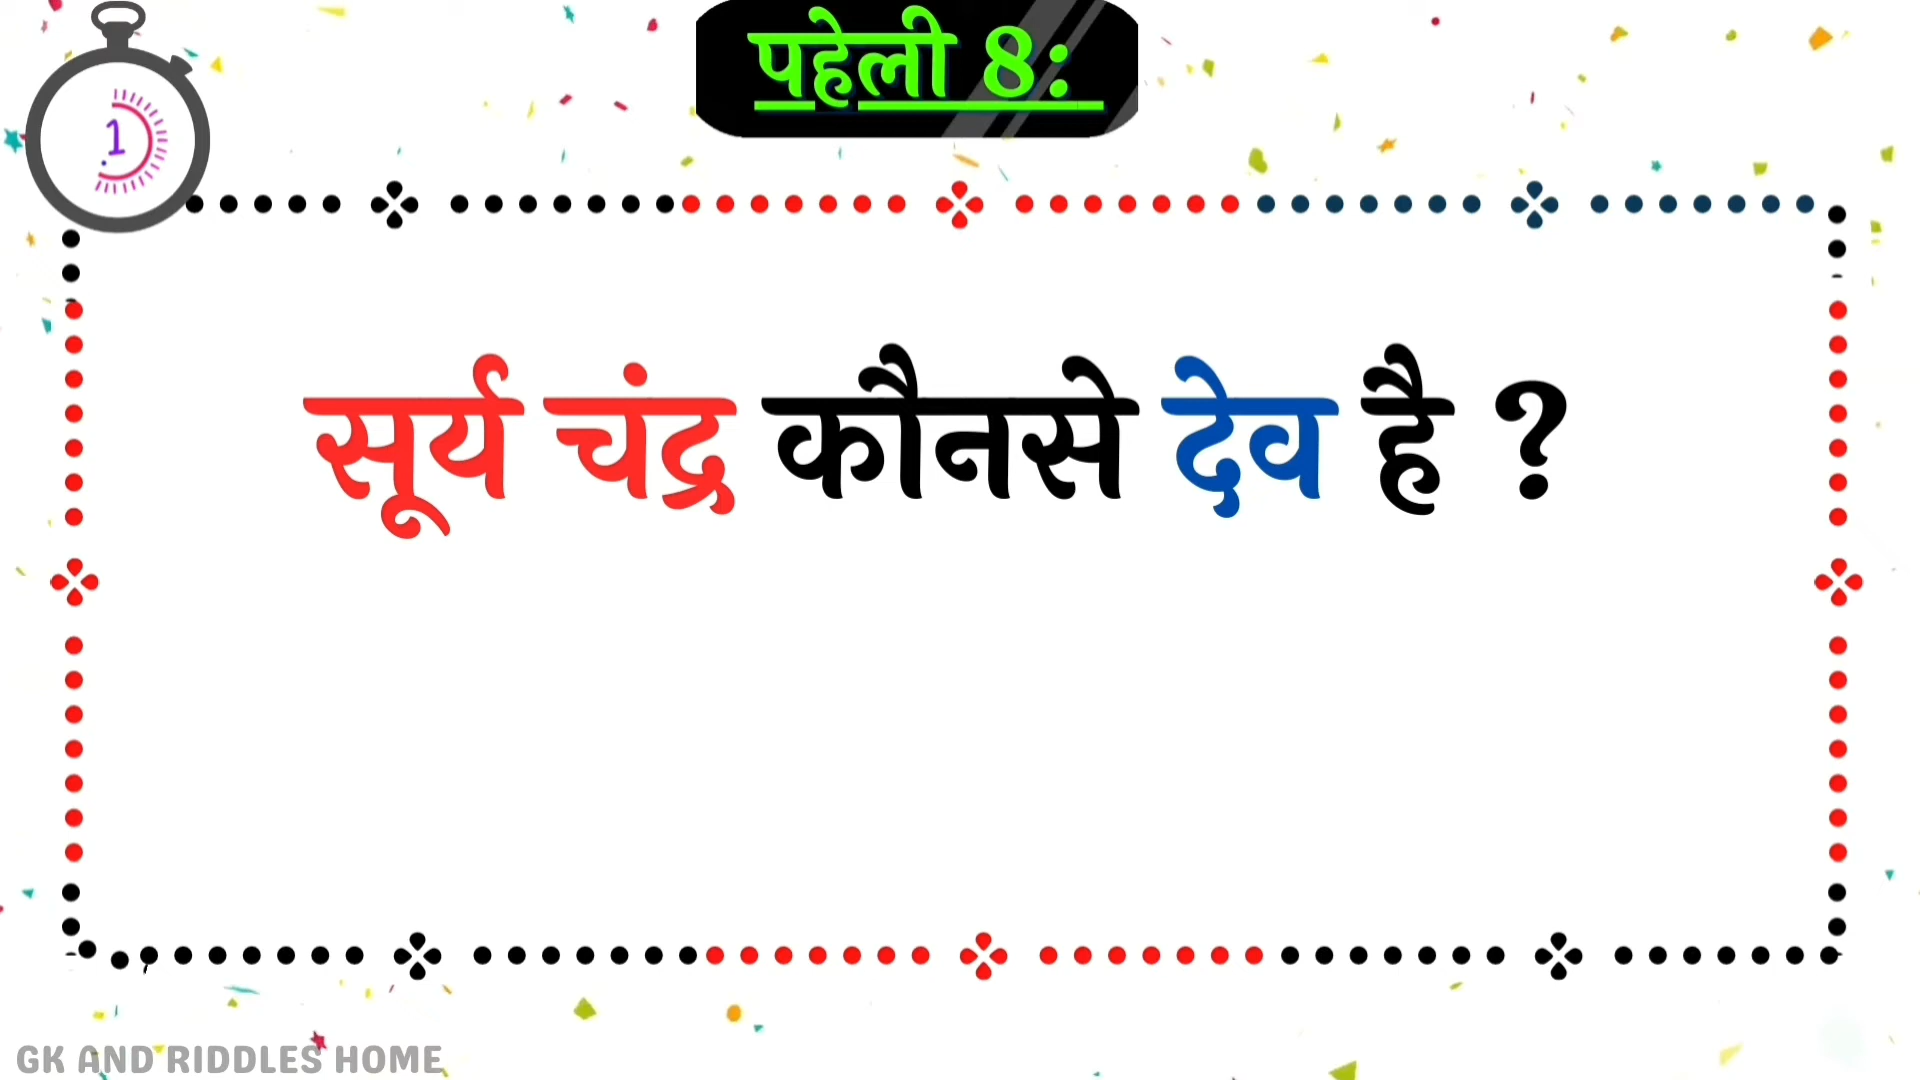 पहेली 8:
1
सूर्य चंद्र कौनसे देव है ?
GK AND RIDDLES HOME